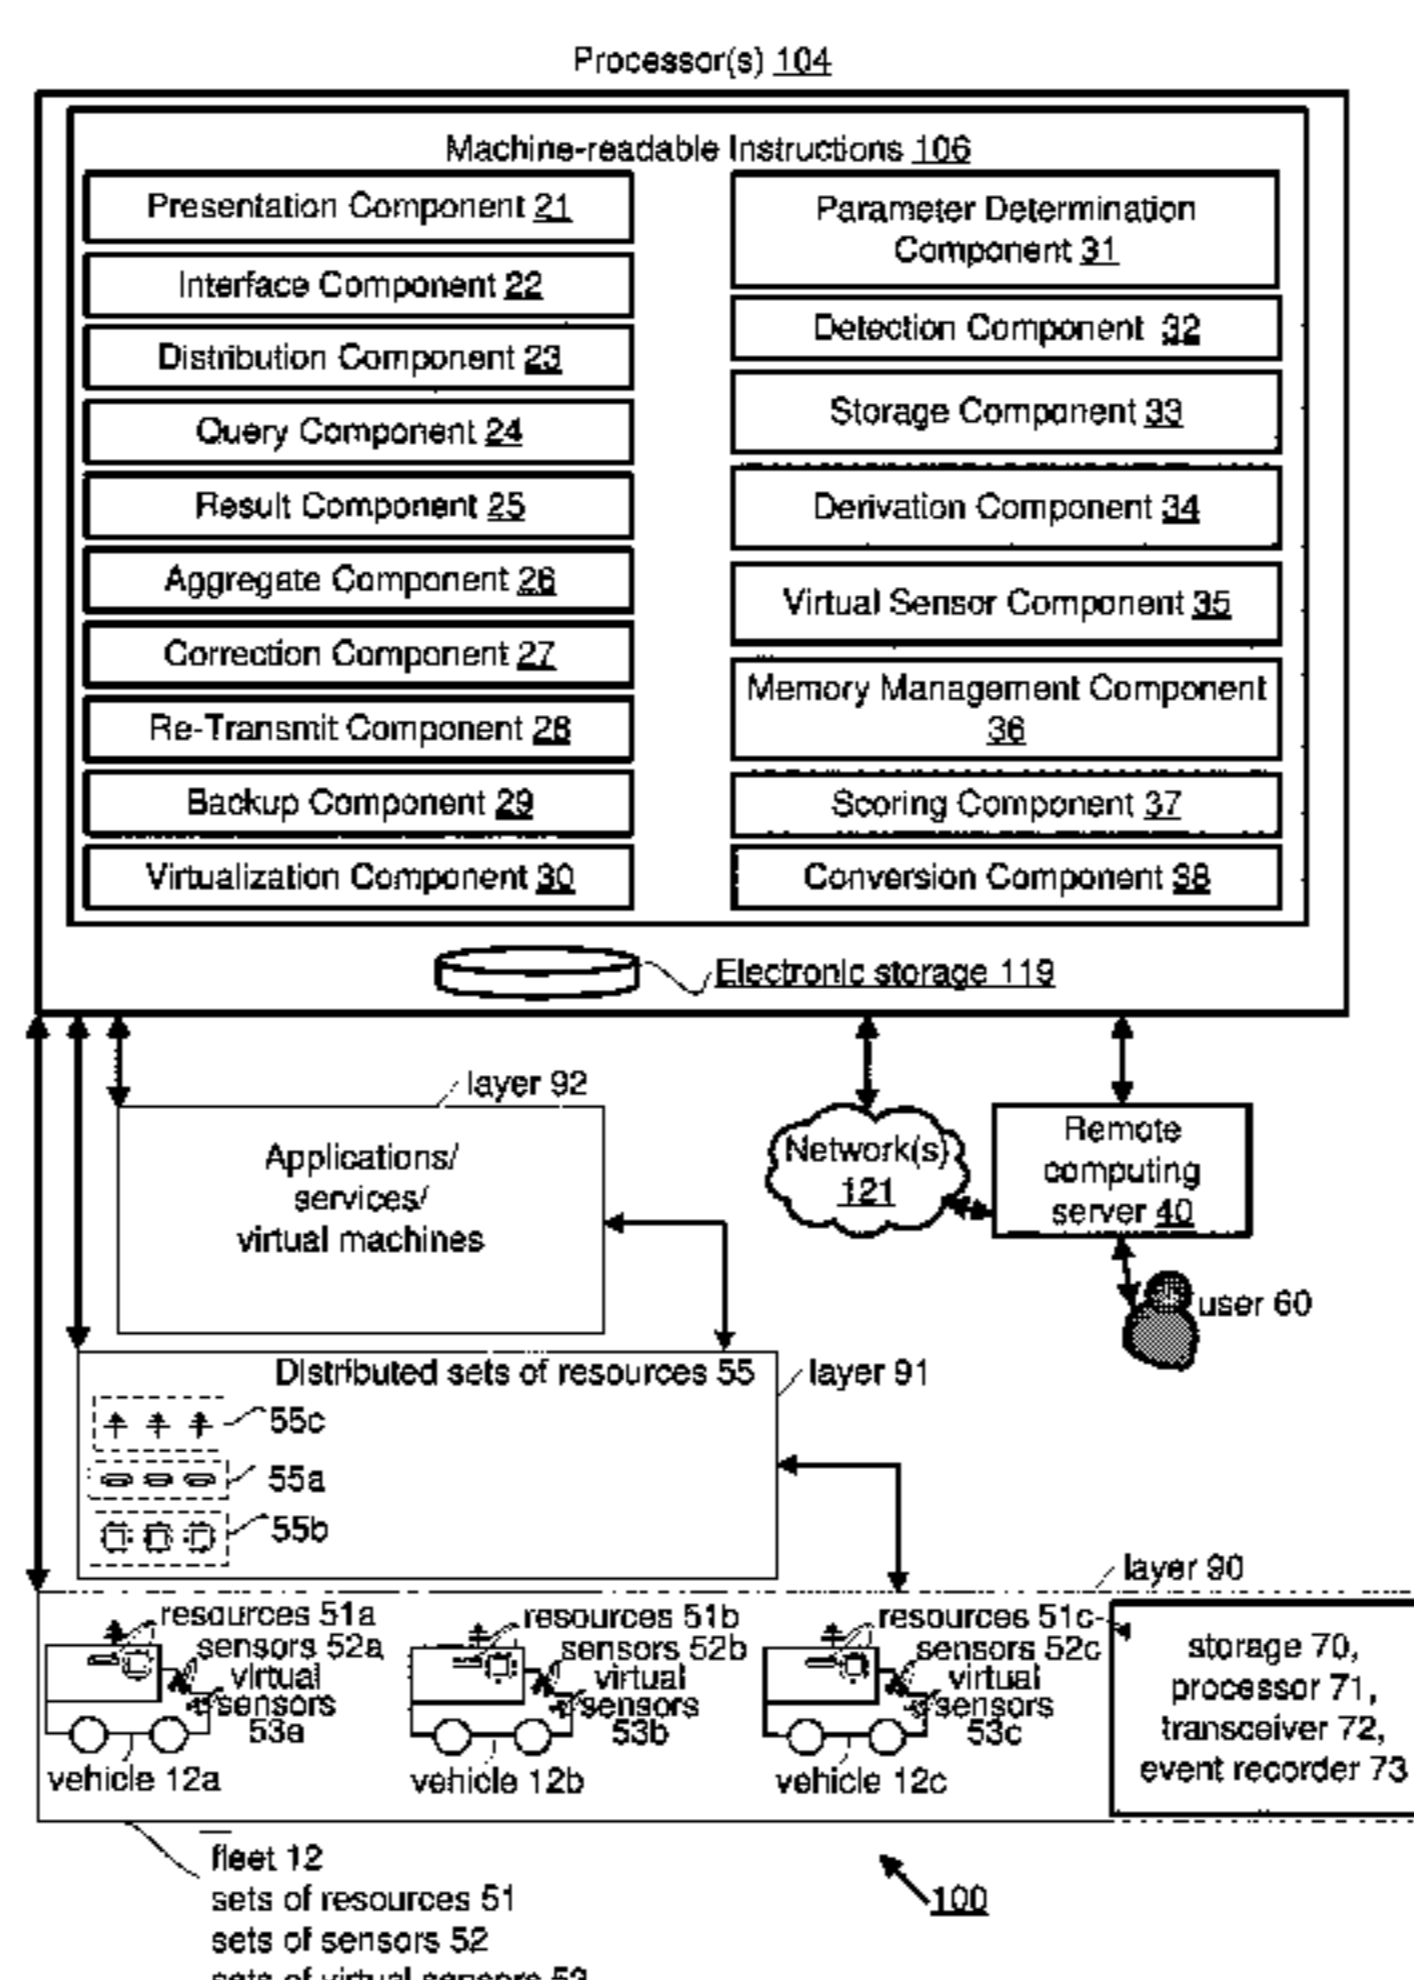 Processor(s) 104
Machine-readable Instructions 106
Presentation Component 21
Interface Component 22
Distribution Component 23
Query Component 24
Result Component 25
Aggregate Component 26
Correction Component 27
Re-Transmit Component 28
Backup Component 29
Virtualization Component 30
Parameter Determination
Component 31
Detection Component 32
Storage Component 33
Derivation Component 34
Virtual Sensor Component 35
Memory Management Component
36
Scoring Component 37
Conversion Component 38
Electronic storage 119
layer 92
Applications/
services/
virtual machines
Network(s)
121
Remote
computing
server 40
user 60
Distributed sets of resources 55
layer 91
55c
55a
55b
layer 90
resources 51a
sensors 52a
virtual
sensors
53a
vehicle 12a
resources 51b
sensors 52b
virtual
sensors
53b
vehicle 12b
resources 51c
sensors 52c
virtual
sensors
53c
vehicle 12c
storage 70,
processor 71,
transceiver 72,
event recorder 73
fleet 12
sets of resources 51
sets of sensors 52
sets of virtual sensors 53
100